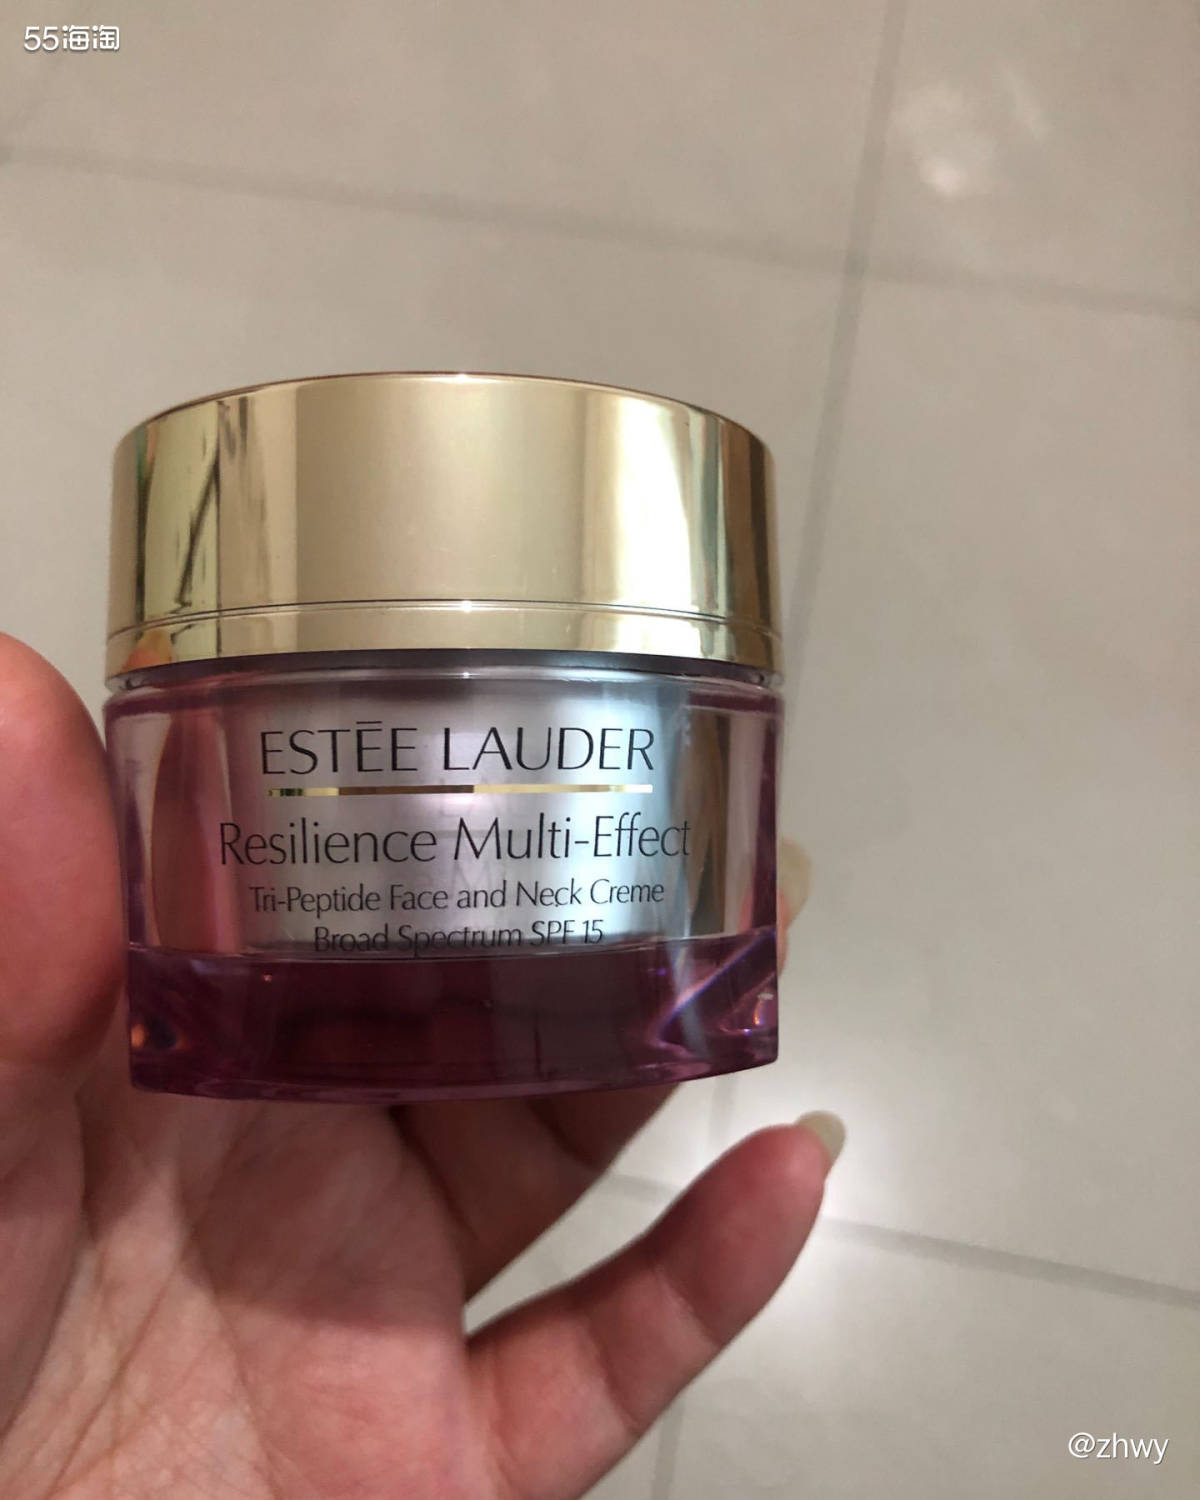 55海淘
ESTĒE LAUDER
Resilience Multi-Effect
Tri-Peptide Face and Neck Creme
Broad Spectrum SPF 15
@zhwy